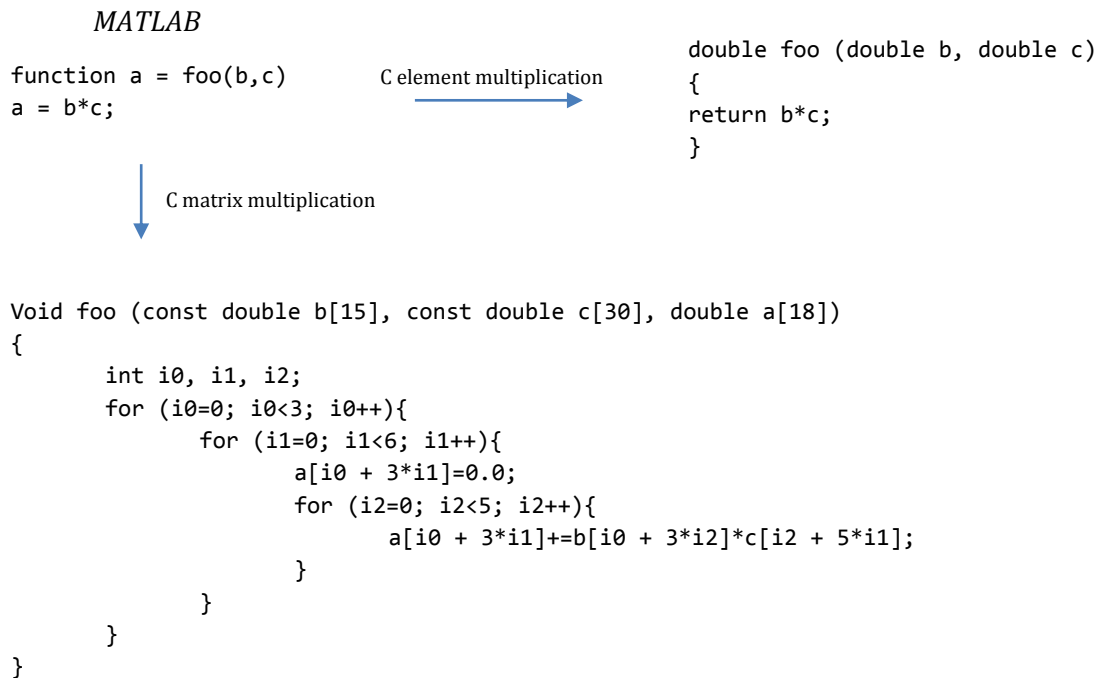 MATLAB
function a = foo(b,c)
a = b*c;
C element multiplication
double foo (double b, double c)
{
return b*c;
}
C matrix multiplication
Void foo (const double b[15], const double c[30], double a[18])
{
int i0, i1, i2;
for (i0=0; i0<3; i0++){
for (i1=0; i1<6; i1++){
a[i0 + 3*i1]=0.0;
for (i2=0; i2<5; i2++){
a[i0 + 3*i1]+=b[i0 + 3*i2]*c[i2 + 5*i1];
}
}
}
}